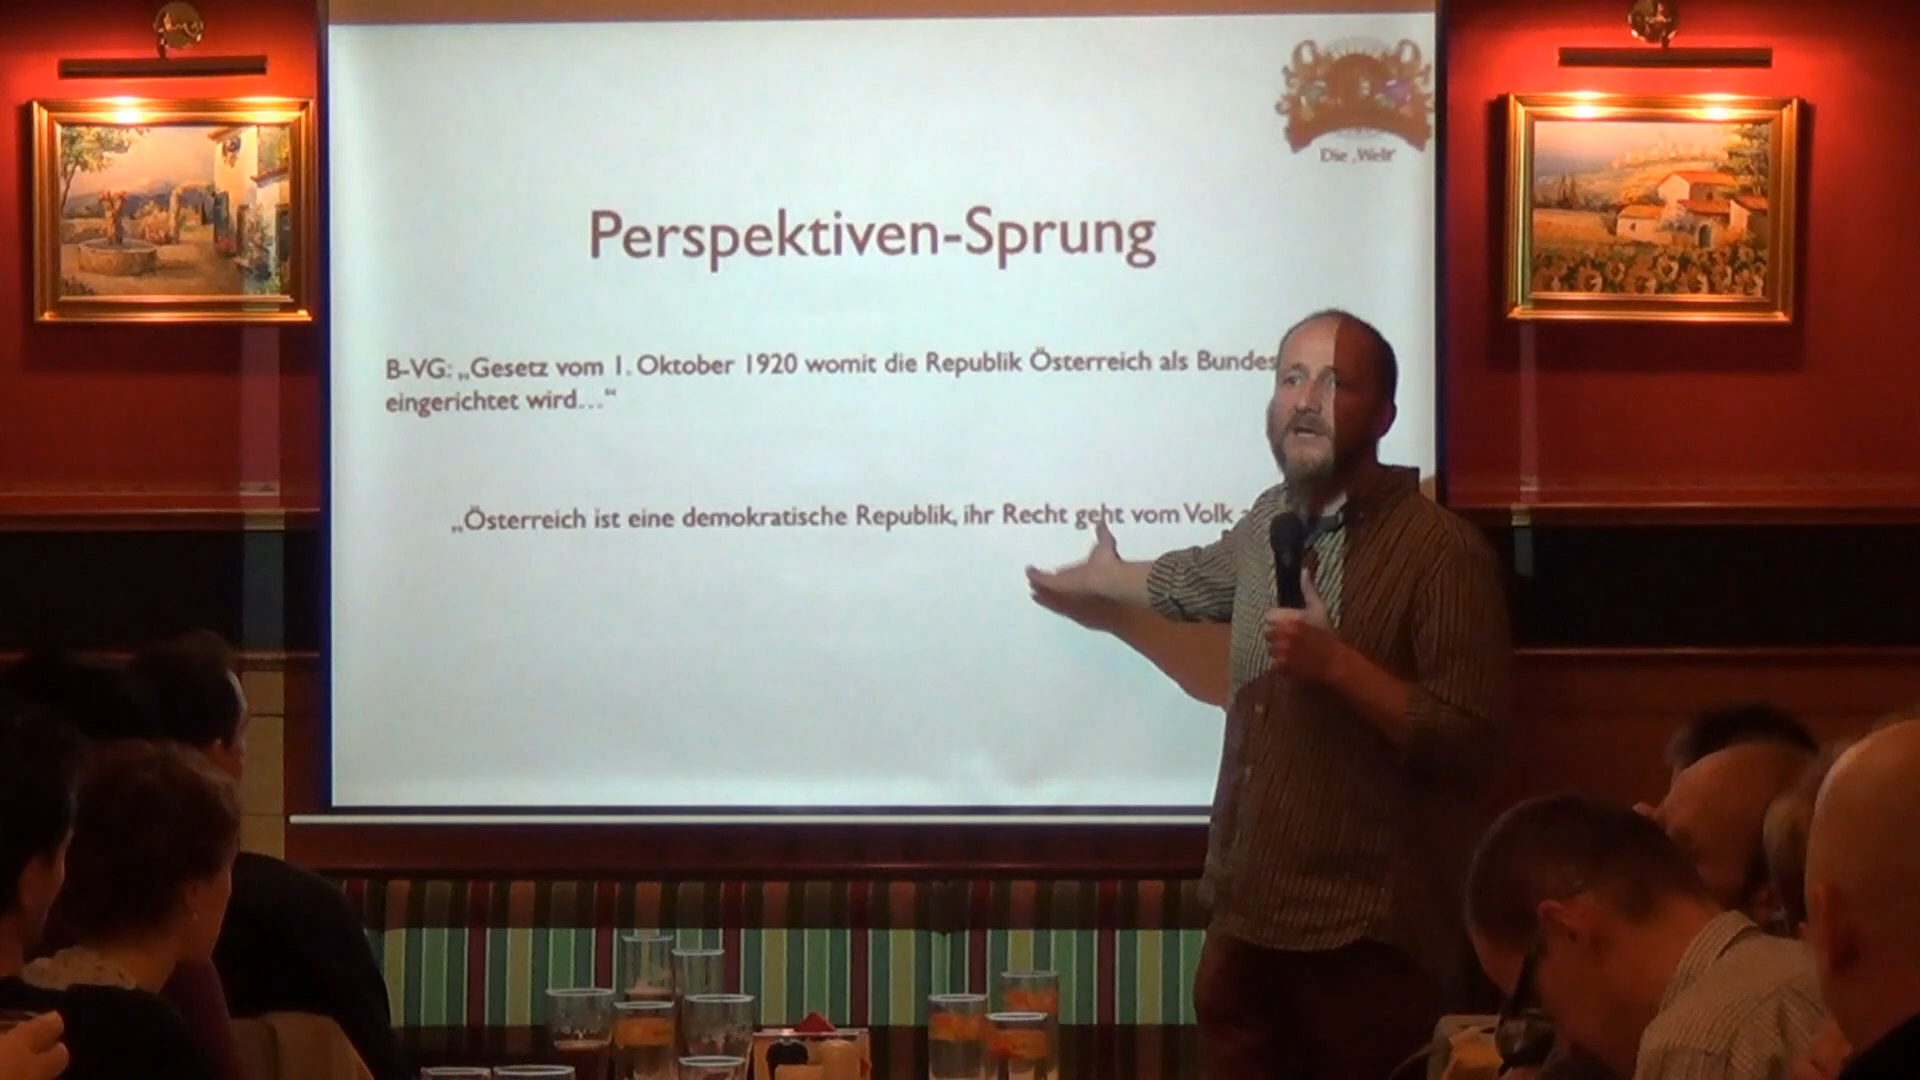 Die ‚Welt‘
Perspektiven-Sprung
B-VG: „Gesetz vom 1. Oktober 1920 womit die Republik Österreich als Bundes
eingerichtet wird…“
„Österreich ist eine demokratische Republik, ihr Recht geht vom Volk